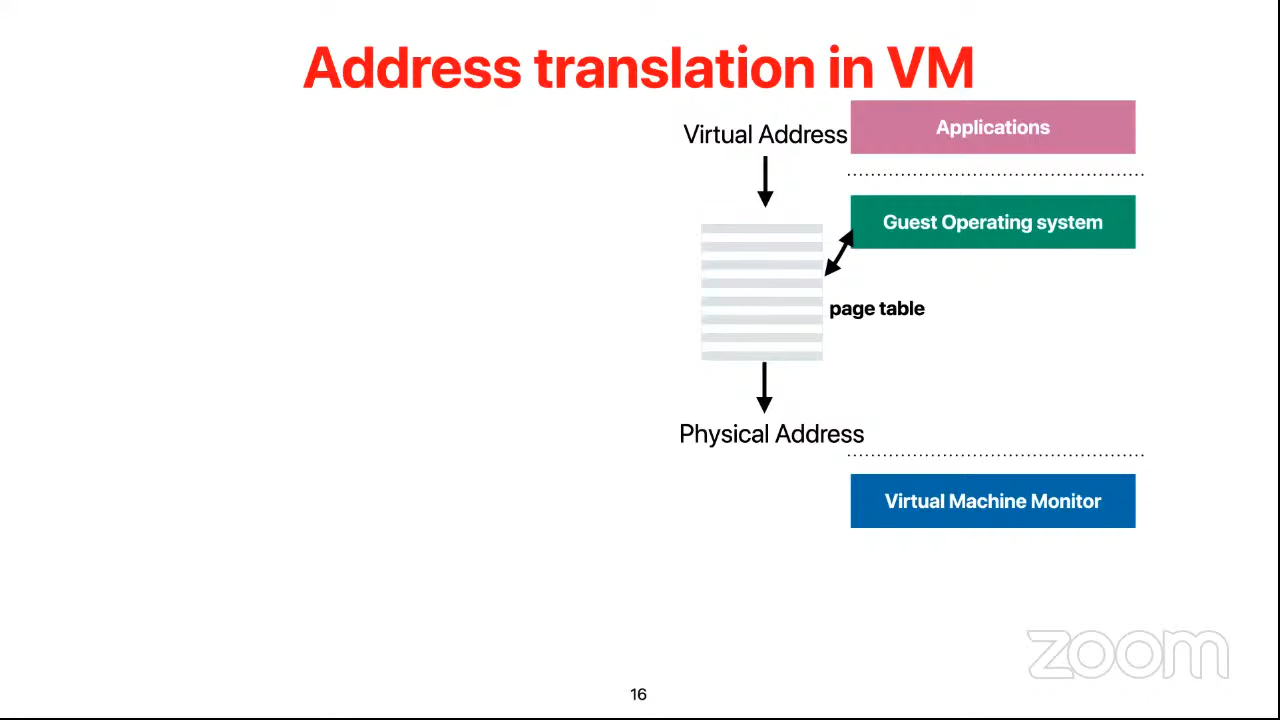 Address translation in VM
Virtual Address
Applications
Guest Operating system
page table
Physical Address
Virtual Machine Monitor
zoom
16